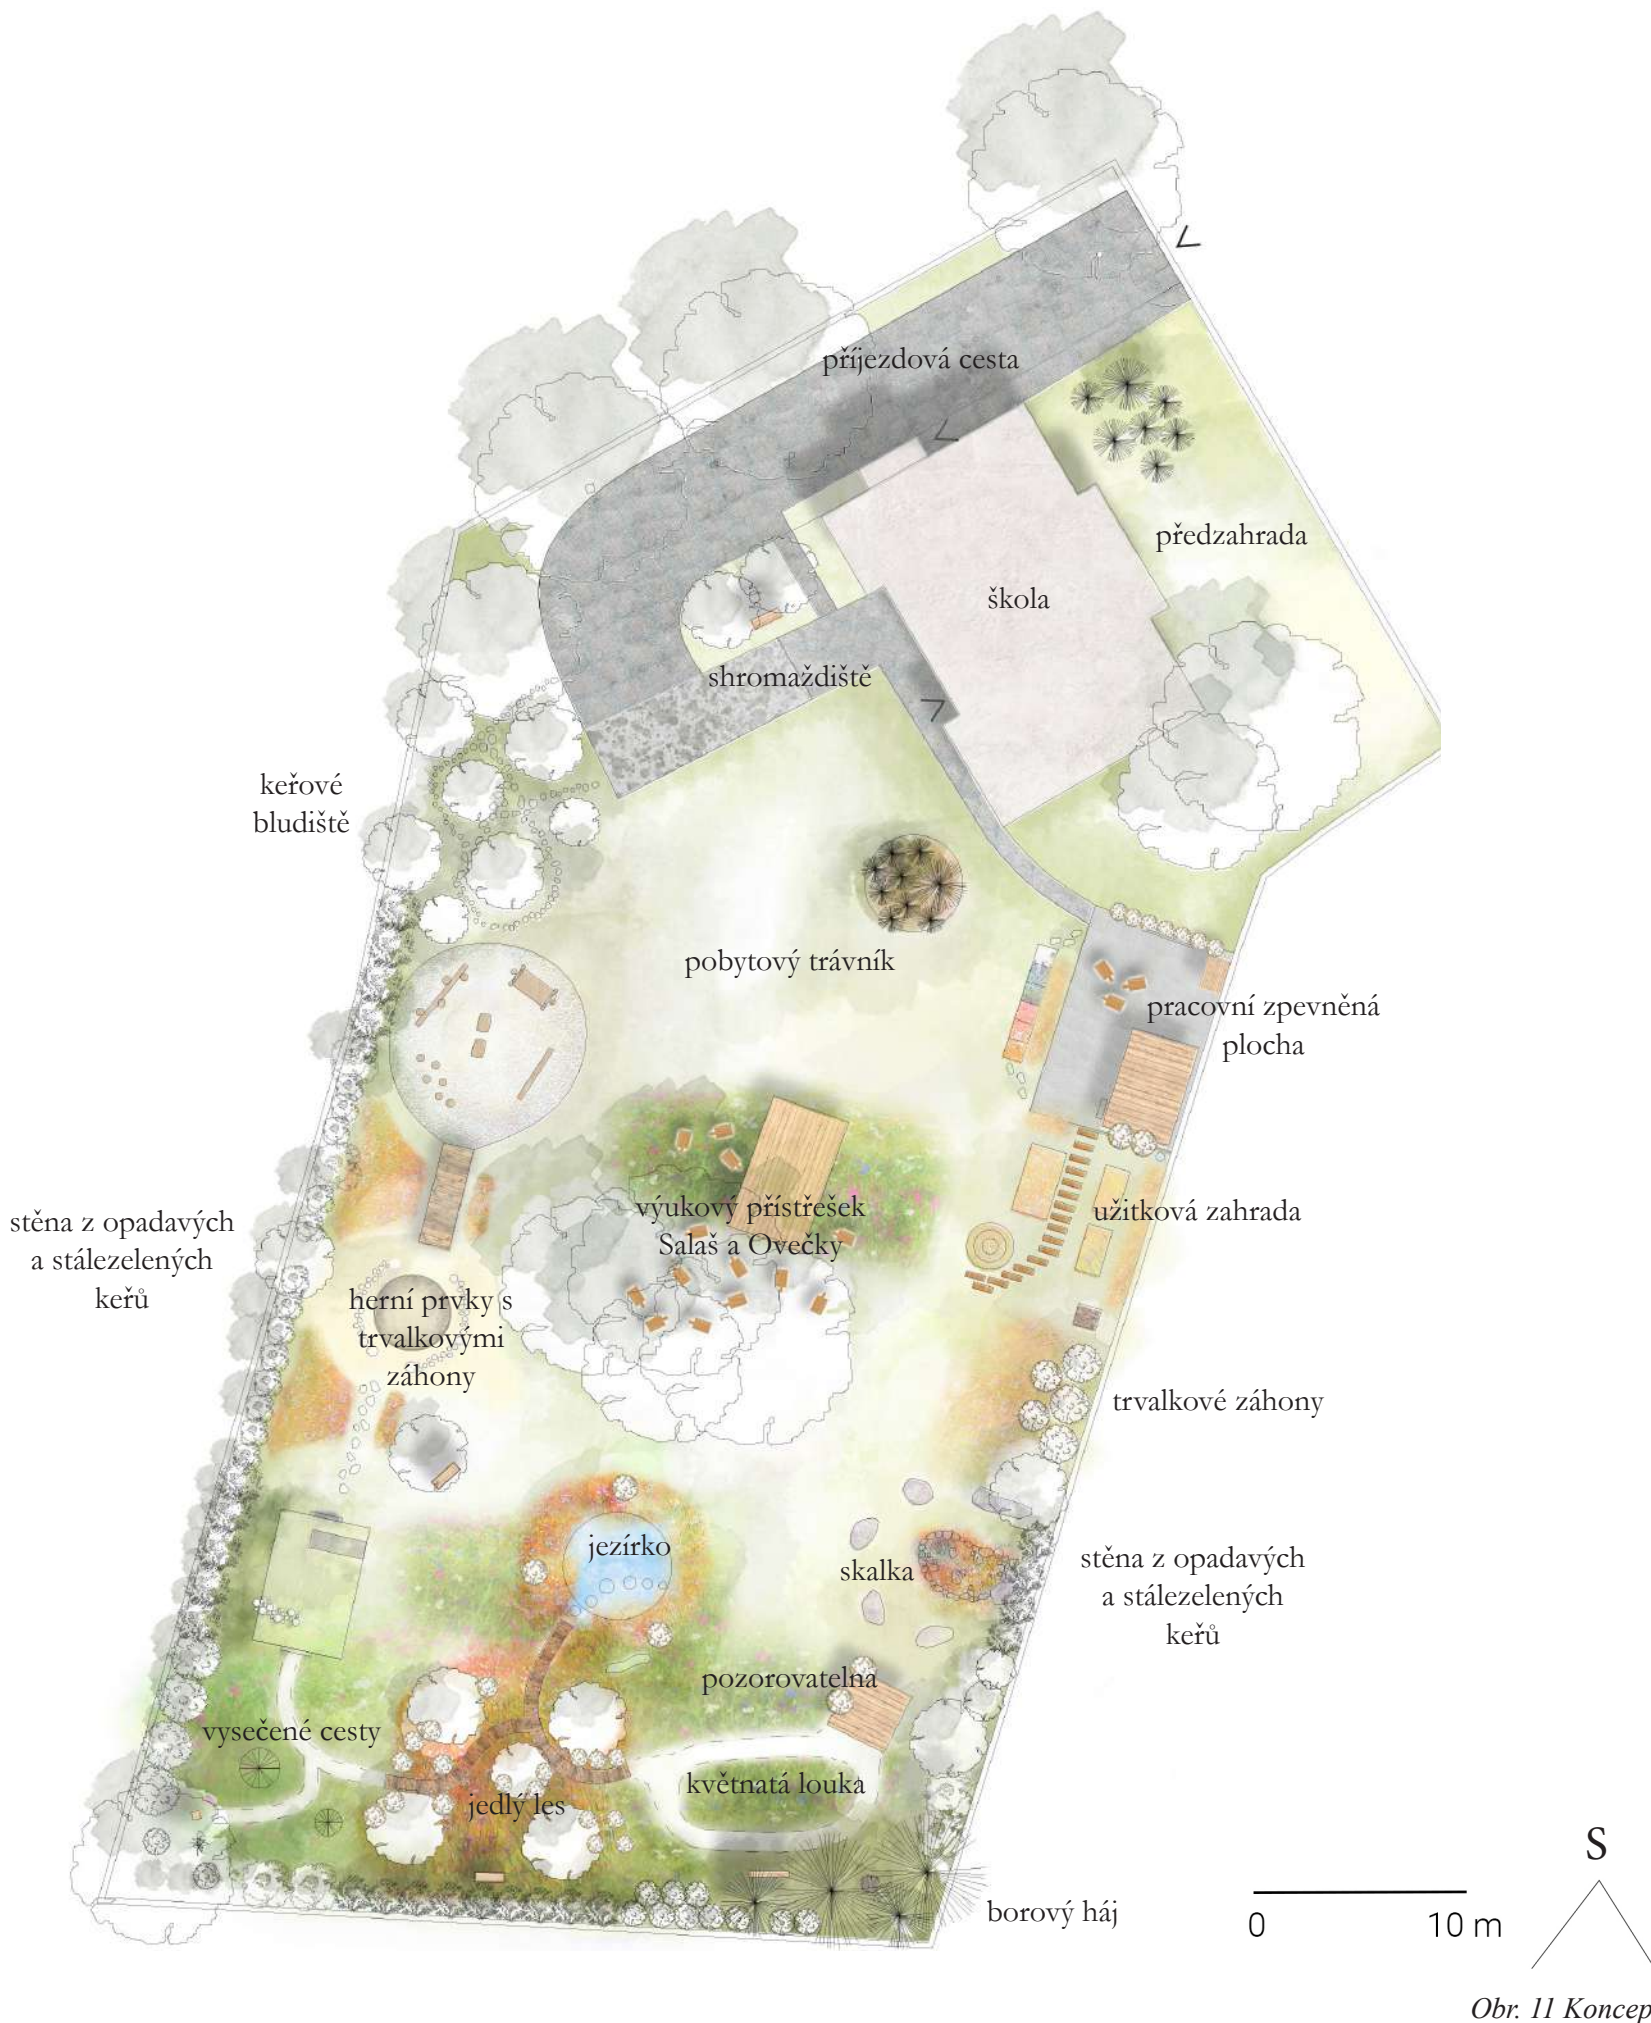 příjezdová cesta
předzahrada
škola
shromaždiště
keřové
bludiště
pobytový trávník
pracovní zpevněná
plocha
výukový přístřešek
Salaš a Ovečky
užitková zahrada
stěna z opadavých
a stálezelených
keřů
herní prvky s
trvalkovými
záhony
trvalkové záhony
jezírko
skalka
stěna z opadavých
a stálezelených
keřů
pozorovatelna
vysečené cesty
květnatá louka
jedlý les
borový háj
S
0 10 m
Obr. 11 Koncep